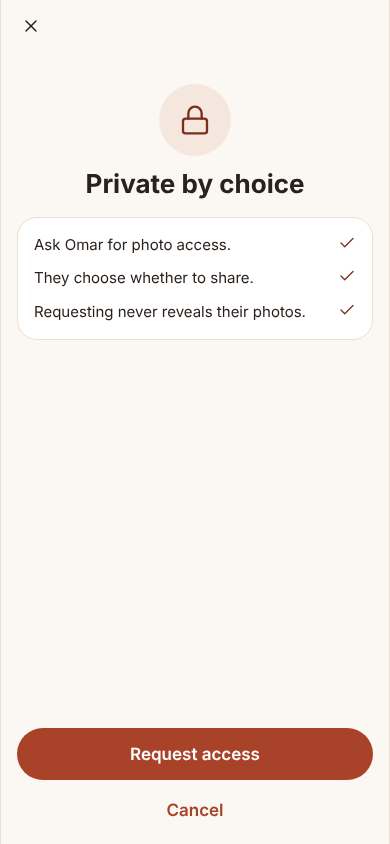 Private by choice
Ask Omar for photo access.
They choose whether to share.
Requesting never reveals their photos.
Request access
Cancel